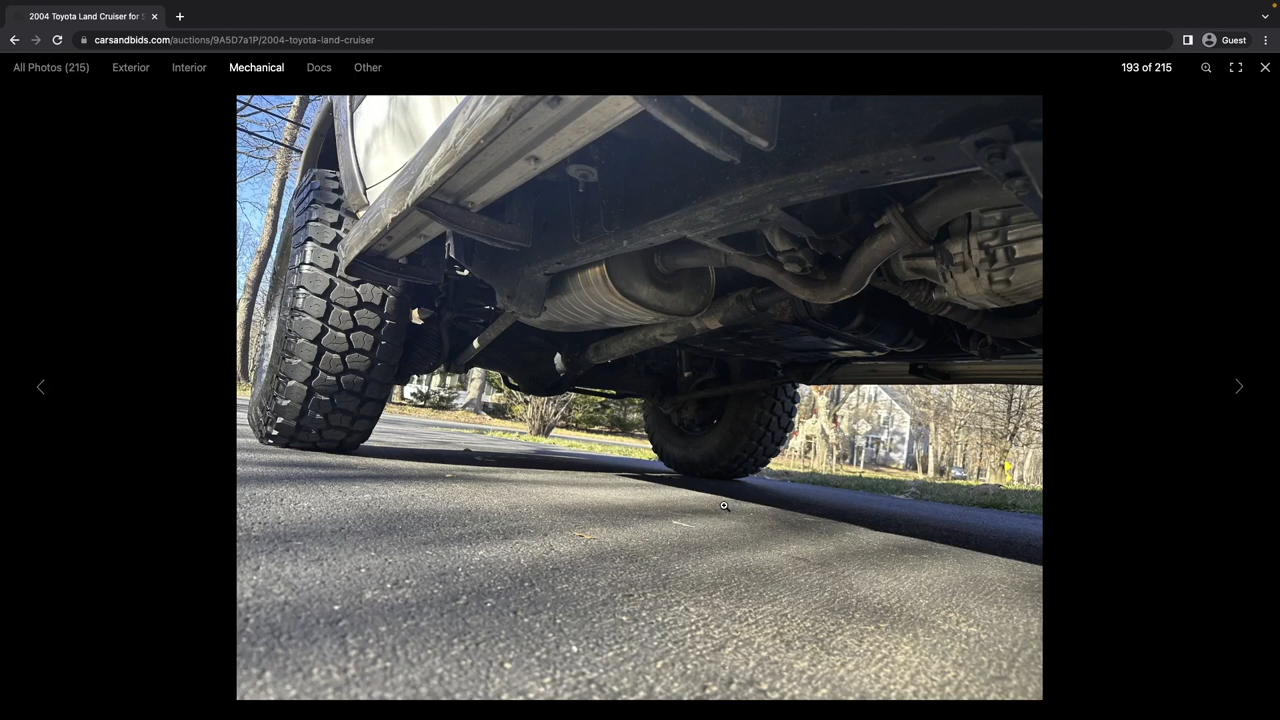 2004 Toyota Land Cruiser for
carsandbids.com/auctions/9A5D7a1P/2004-toyota-land-cruiser
Guest
All Photos (215)
Exterior
Interior
Mechanical
Docs
Other
193 of 215